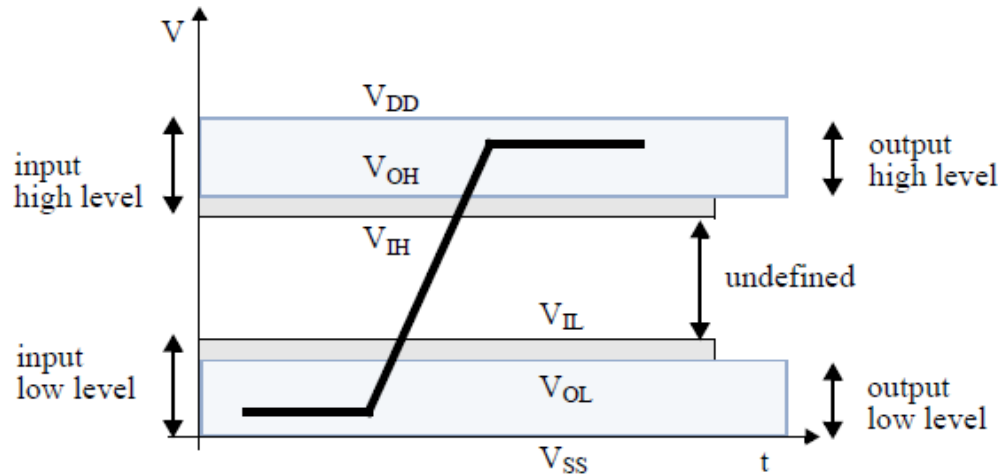 V
V_DD
input
high level
V_OH
output
high level
V_IH
undefined
V_IL
input
low level
V_OL
output
low level
V_SS
t